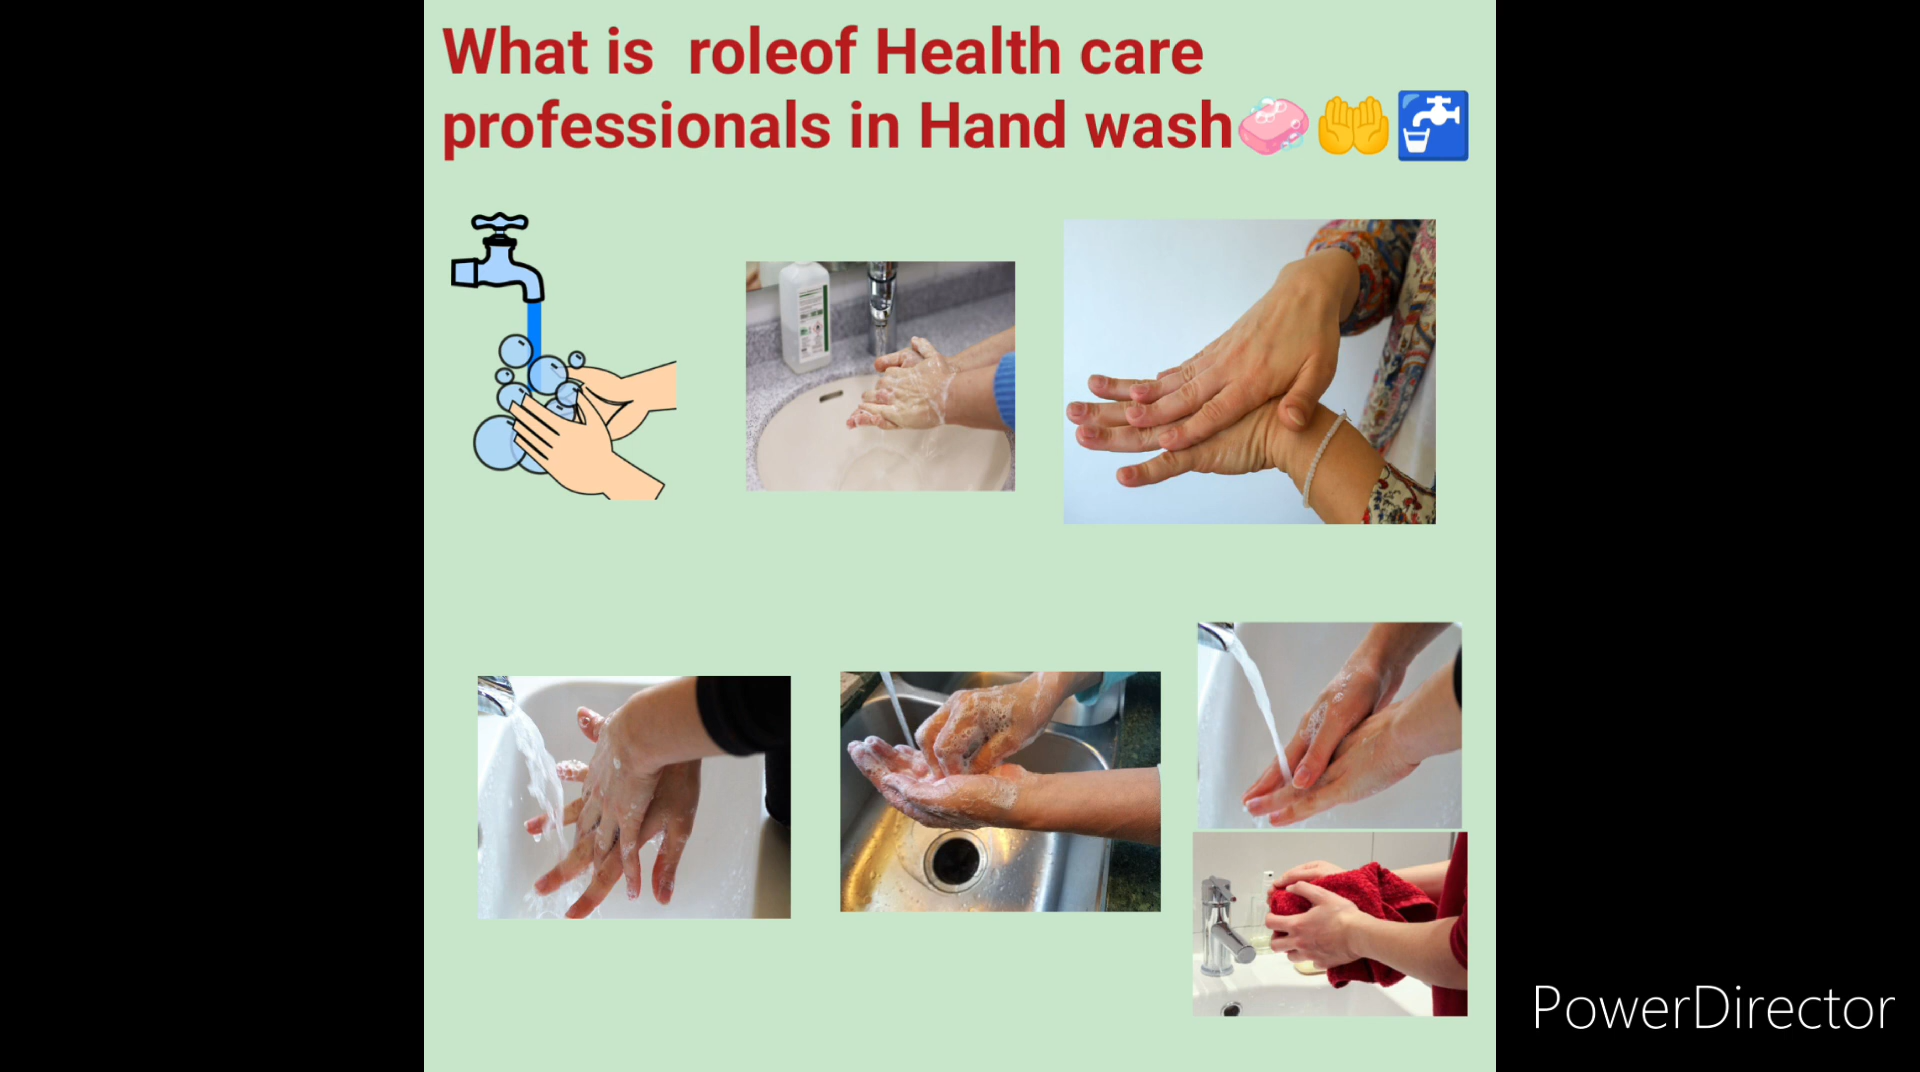 What is  roleof Health care
professionals in Hand wash🧼🤲🚰
PowerDirector